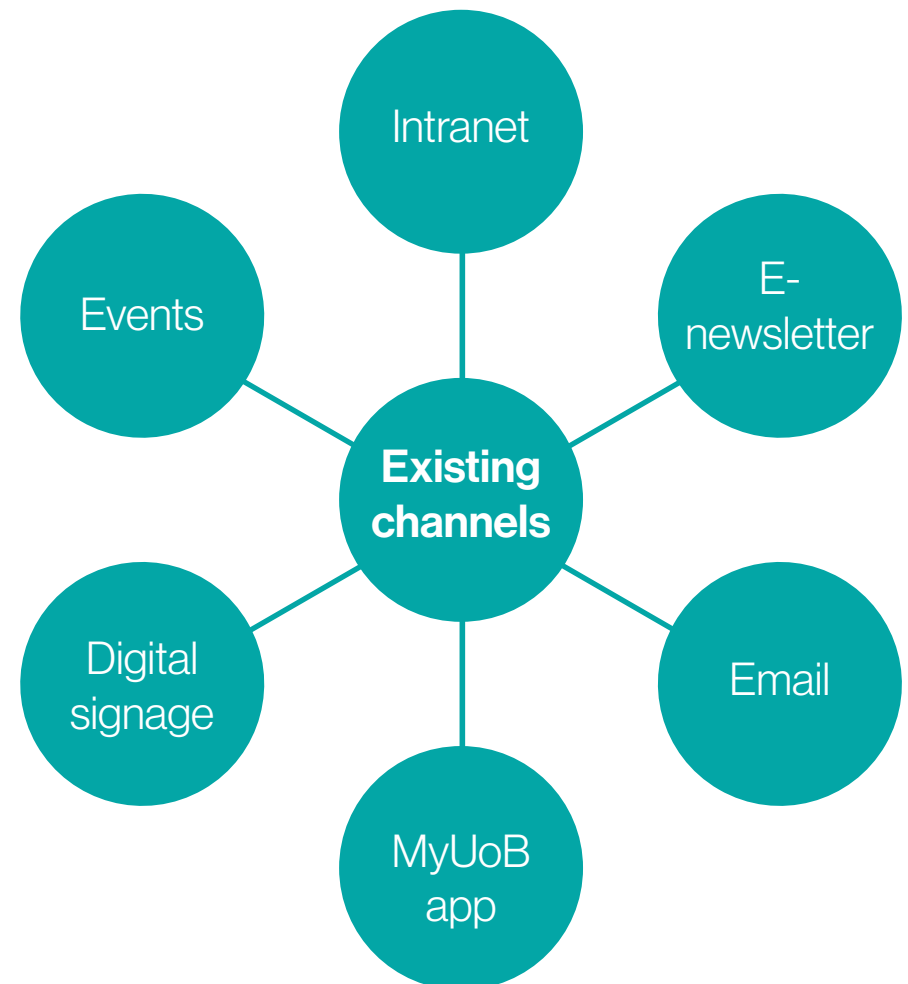 Intranet
E-
newsletter
Events
Existing
channels
Digital
signage
Email
MyUoB
app